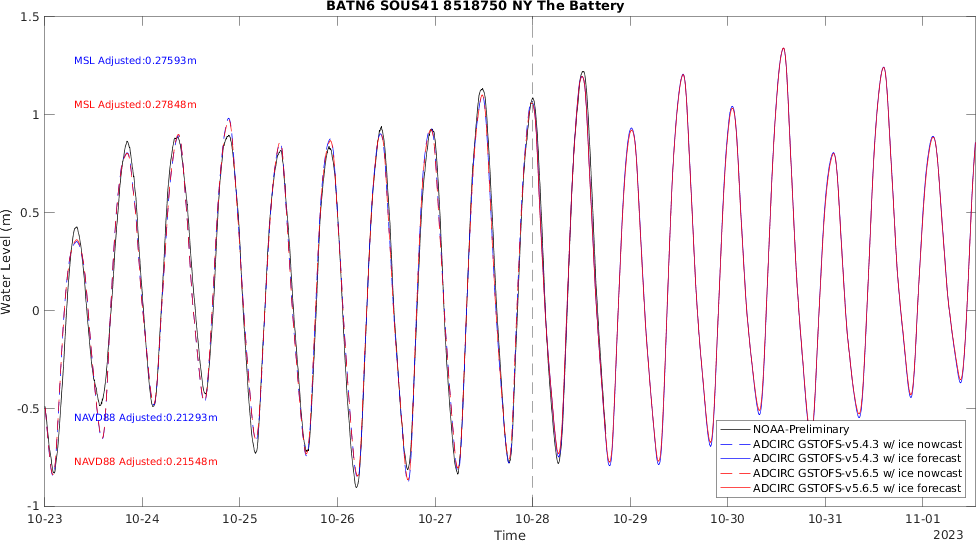 BATN6 SOUS41 8518750 NY The Battery
1.5
1
0.5
0
-0.5
-1
Water Level (m)
MSL Adjusted:0.27593m
MSL Adjusted:0.27848m
NAVD88 Adjusted:0.21293m
NAVD88 Adjusted:0.21548m
NOAA-Preliminary
ADCIRC GSTOFS-v5.4.3 w/ ice nowcast
ADCIRC GSTOFS-v5.4.3 w/ ice forecast
ADCIRC GSTOFS-v5.6.5 w/ ice nowcast
ADCIRC GSTOFS-v5.6.5 w/ ice forecast
10-23 10-24 10-25 10-26 10-27 10-28 10-29 10-30 10-31 11-01
Time
2023